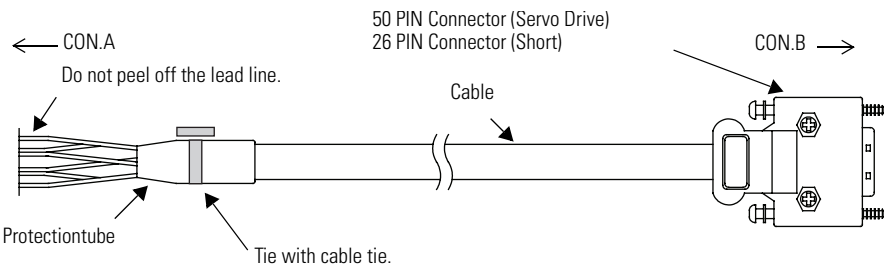 50 PIN Connector (Servo Drive)
26 PIN Connector (Short)
CON.A
CON.B
Do not peel off the lead line.
Cable
Protectiontube
Tie with cable tie.